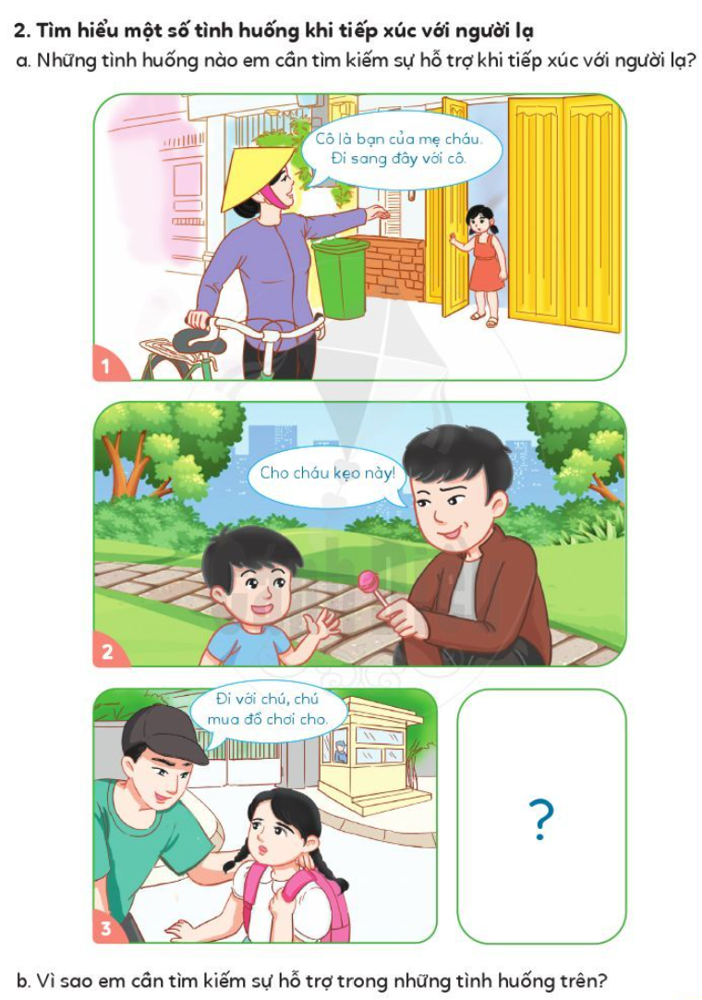 2. Tìm hiểu một số tình huống khi tiếp xúc với người lạ
a. Những tình huống nào em cần tìm kiếm sự hỗ trợ khi tiếp xúc với người lạ?
Cô là bạn của mẹ cháu.
Đi sang đây với cô.
1
Cho cháu kẹo này!
2
Đi với chú, chú
mua đồ chơi cho.
3
?
b. Vì sao em cần tìm kiếm sự hỗ trợ trong những tình huống trên?